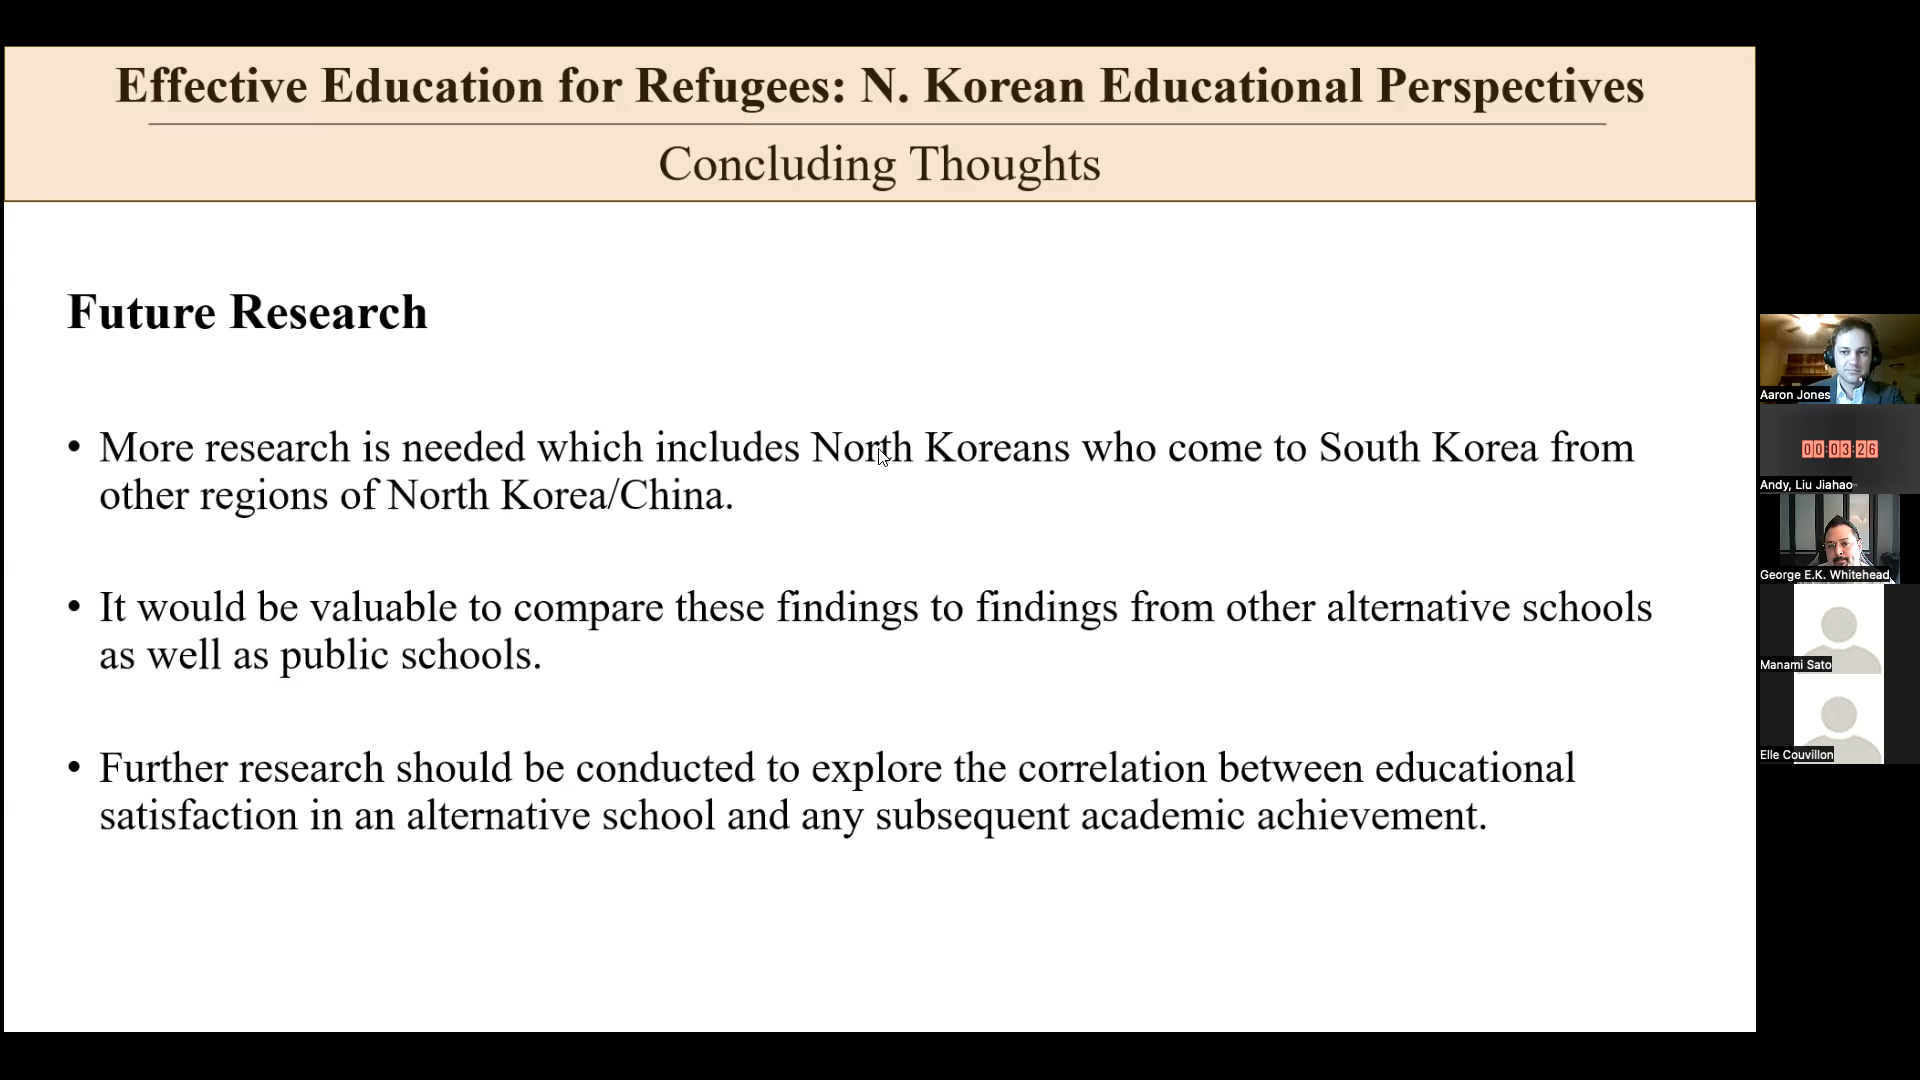 Effective Education for Refugees: N. Korean Educational Perspectives
Concluding Thoughts
Future Research
• More research is needed which includes North Koreans who come to South Korea from
other regions of North Korea/China.
• It would be valuable to compare these findings to findings from other alternative schools
as well as public schools.
• Further research should be conducted to explore the correlation between educational
satisfaction in an alternative school and any subsequent academic achievement.
Aaron Jones
00:03:26
Andy, Liu Jiahao
George E.K. Whitehead
Manami Sato
Elle Couvillon